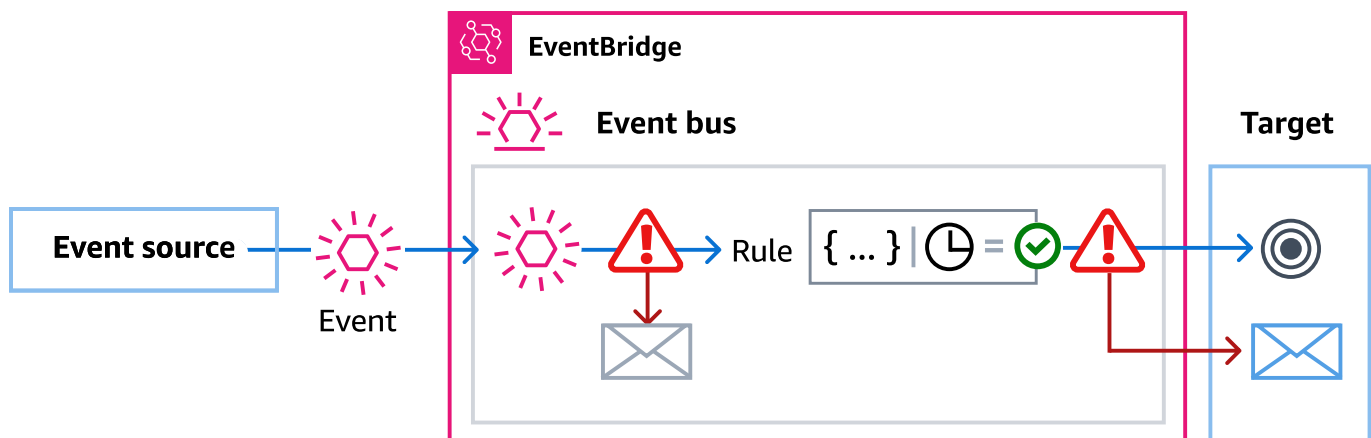 EventBridge
Event bus
Target
Event source
Event
Rule
{ ... } | =